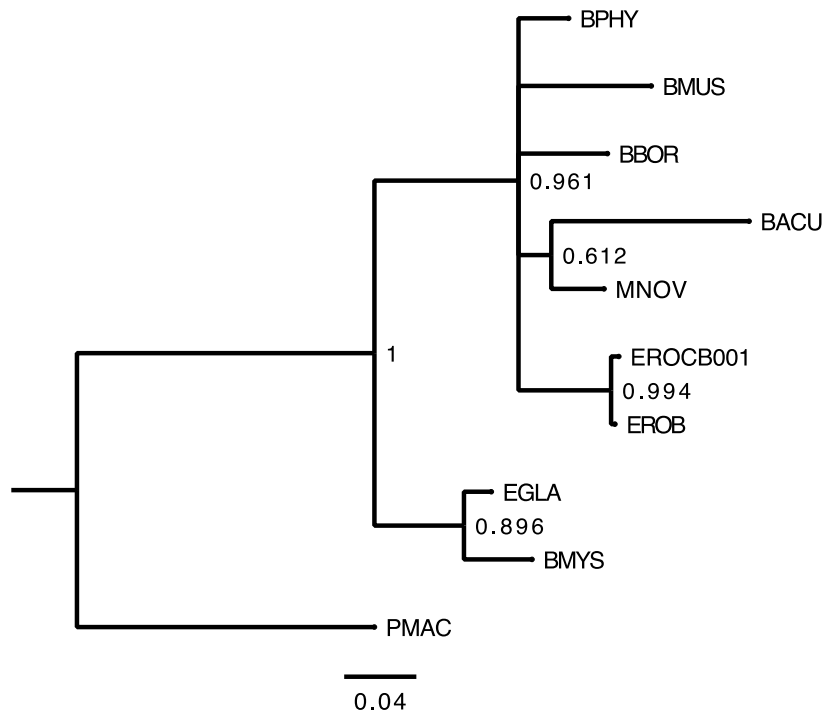 BPHY
BMUS
BBOR
0.961
BACU
0.612
MNOV
1
EROCB001
0.994
EROB
EGLA
0.896
BMYS
PMAC
0.04